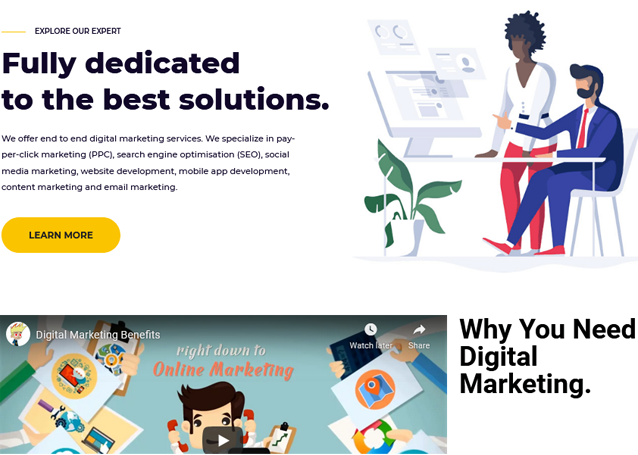 EXPLORE OUR EXPERT
Fully dedicated
to the best solutions.
We offer end to end digital marketing services. We specialize in pay-
per-click marketing (PPC), search engine optimisation (SEO), social
media marketing, website development, mobile app development,
content marketing and email marketing.
LEARN MORE
Digital Marketing Benefits
Watch later
Share
right down to
Online Marketing
Why You Need
Digital
Marketing.